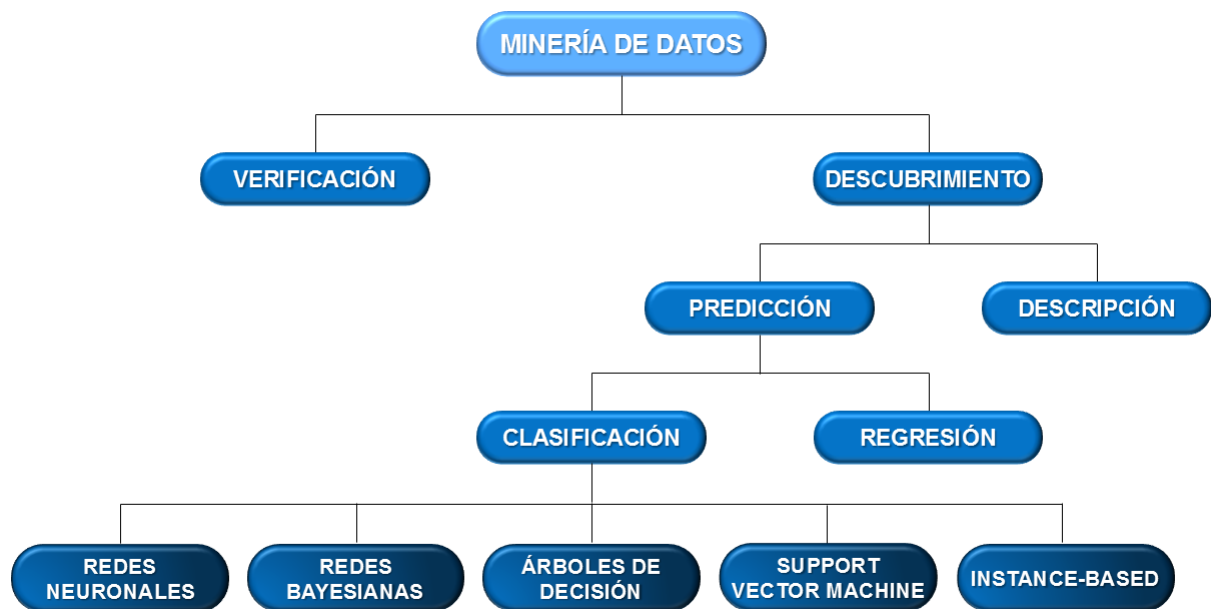 MINERÍA DE DATOS
VERIFICACIÓN
DESCUBRIMIENTO
PREDICCIÓN
DESCRIPCIÓN
CLASIFICACIÓN
REGRESIÓN
REDES
NEURONALES
REDES
BAYESIANAS
ÁRBOLES DE
DECISIÓN
SUPPORT
VECTOR MACHINE
INSTANCE-BASED